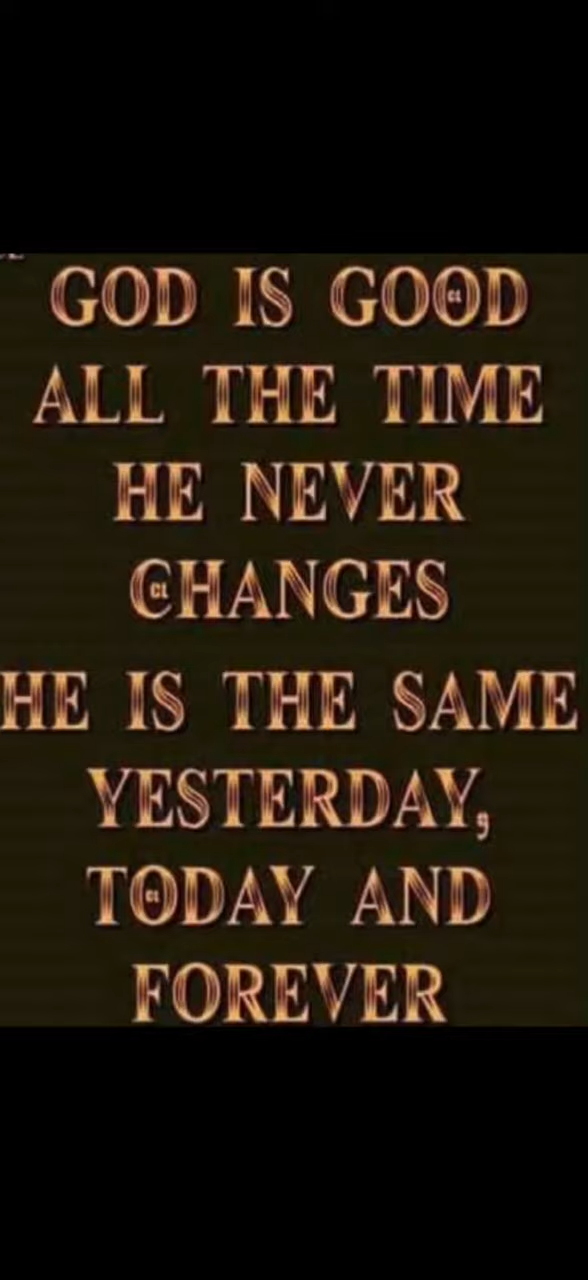 GOD IS GOOD
ALL THE TIME
HE NEVER
CHANGES
HE IS THE SAME
YESTERDAY,
TODAY AND
FOREVER